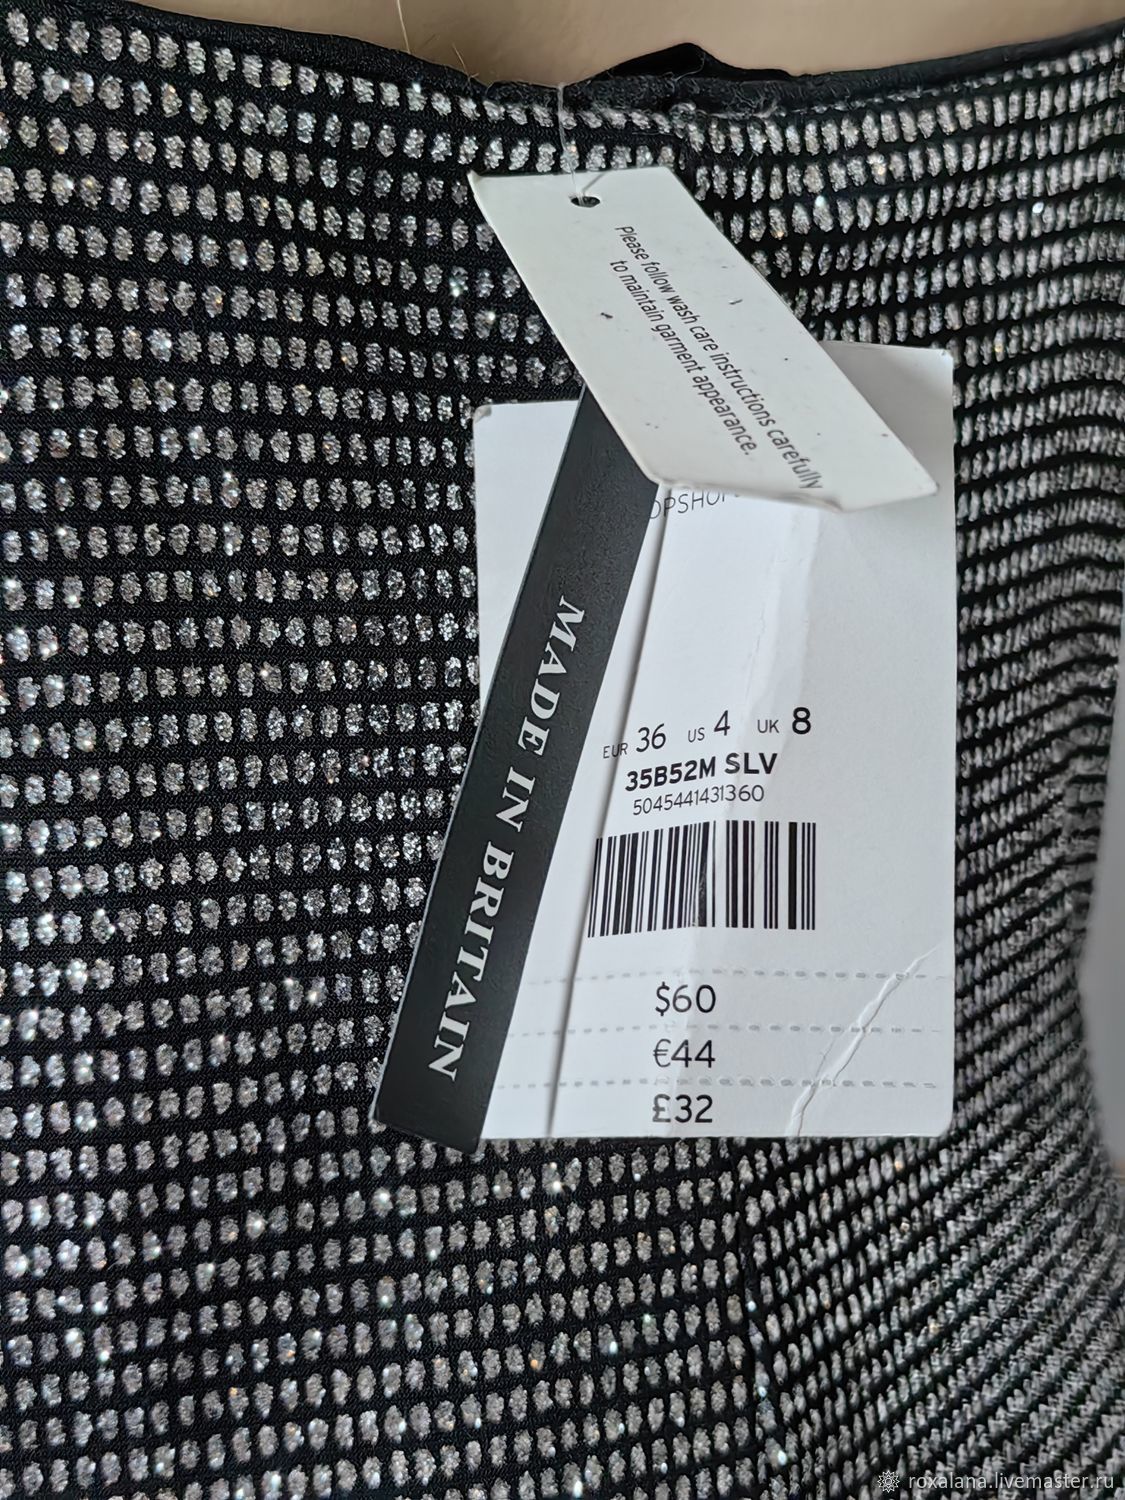 Please follow wash care instructions carefully
to maintain garment appearance.
OPSHOP
MADE IN BRITAIN
EUR 36 US 4 UK 8
35B52M SLV
5045441431360
$60
€44
£32
roxalana.livemaster.ru